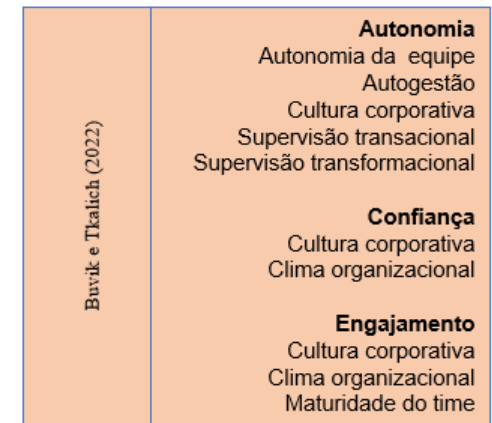 Buvik e Tkalich (2022)
Autonomia
Autonomia da equipe
Autogestão
Cultura corporativa
Supervisão transacional
Supervisão transformacional
Confiança
Cultura corporativa
Clima organizacional
Engajamento
Cultura corporativa
Clima organizacional
Maturidade do time